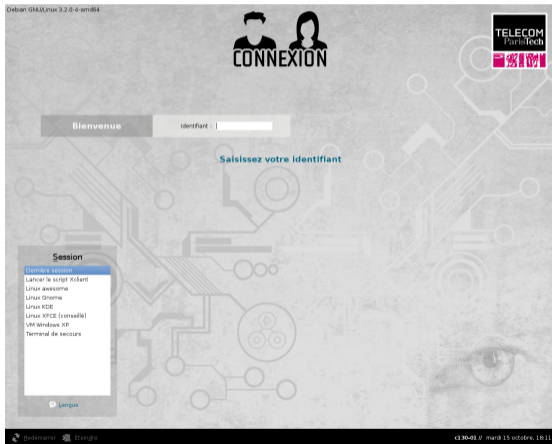 Debian GNU/Linux 3.2.0-4-amd64
CONNEXION
TELECOM
ParisTech
Bienvenue
Identifiant :
Saisissez votre identifiant
Session
Dernière session
Lancer le script Xclient
Linux awesome
Linux Gnome
Linux KDE
Linux XFCE (conseillé)
VM Windows XP
Terminal de secours
Langue
Redémarrer
Éteindre
c130-01 // mardi 15 octobre, 18:11